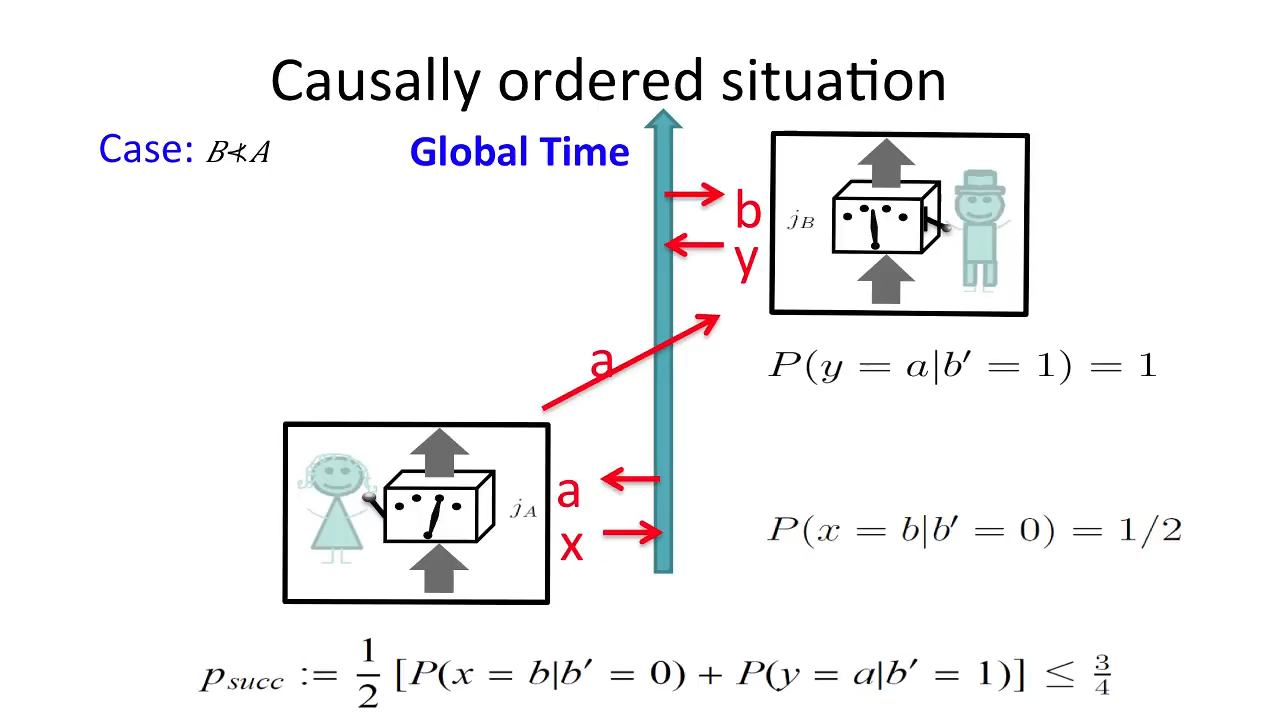 Causally ordered situation
Case: B⊀A
Global Time
b
j_B
y
a
P(y = a|b′ = 1) = 1
a
j_A
x
P(x = b|b′ = 0) = 1/2
p_succ := 1/2 [P(x = b|b′ = 0) + P(y = a|b′ = 1)] ≤ 3/4